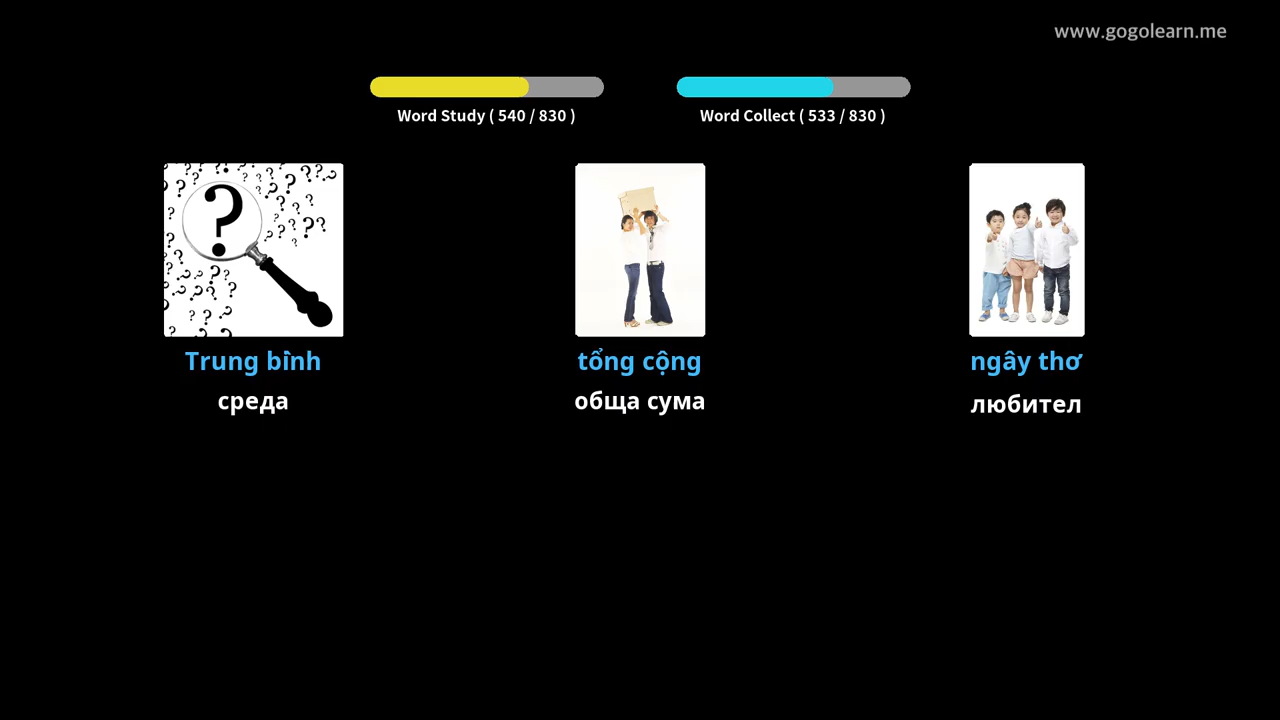 www.gogolearn.me
Word Study ( 540 / 830 )
Word Collect ( 533 / 830 )
Trung bình
среда
tổng cộng
обща сума
ngây thơ
любител